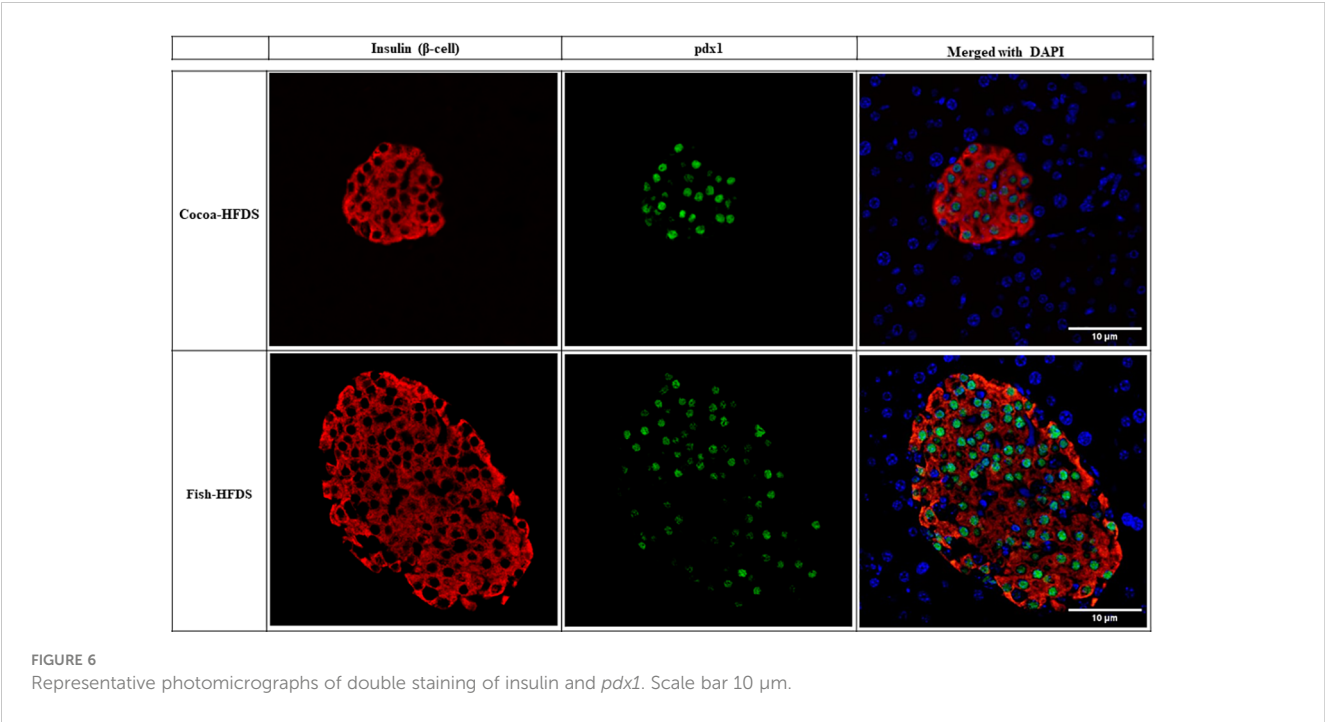 Insulin (β-cell) pdx1 Merged with DAPI
Cocoa-HFDS
10 µm
Fish-HFDS
10 µm
FIGURE 6
Representative photomicrographs of double staining of insulin and pdx1. Scale bar 10 µm.